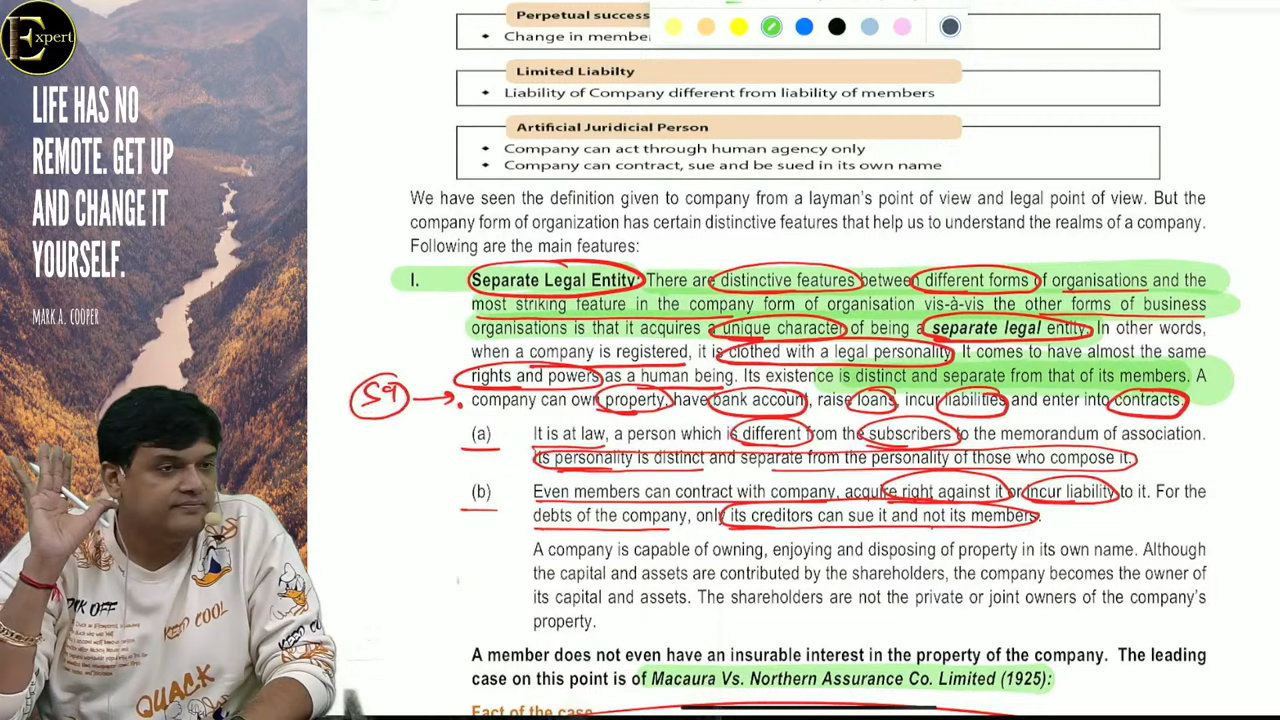 Expert
LIFE HAS NO
REMOTE. GET UP
AND CHANGE IT
YOURSELF.
MARK A. COOPER
Perpetual success
• Change in membe
Limited Liabilty
• Liability of Company different from liability of members
Artificial Juridicial Person
• Company can act through human agency only
• Company can contract, sue and be sued in its own name
We have seen the definition given to company from a layman's point of view and legal point of view. But the
company form of organization has certain distinctive features that help us to understand the realms of a company.
Following are the main features:
I. Separate Legal Entity: There are distinctive features between different forms of organisations and the
most striking feature in the company form of organisation vis-à-vis the other forms of business
organisations is that it acquires a unique character of being a separate legal entity. In other words,
when a company is registered, it is clothed with a legal personality. It comes to have almost the same
rights and powers as a human being. Its existence is distinct and separate from that of its members. A
company can own property, have bank account, raise loans, incur liabilities and enter into contracts.
(a) It is at law, a person which is different from the subscribers to the memorandum of association.
Its personality is distinct and separate from the personality of those who compose it.
(b) Even members can contract with company, acquire right against it or incur liability to it. For the
debts of the company, only its creditors can sue it and not its members.
A company is capable of owning, enjoying and disposing of property in its own name. Although
the capital and assets are contributed by the shareholders, the company becomes the owner of
its capital and assets. The shareholders are not the private or joint owners of the company's
property.
A member does not even have an insurable interest in the property of the company. The leading
case on this point is of Macaura Vs. Northern Assurance Co. Limited (1925):
Fact of the case
OFF
KEEP COOL
QUACK